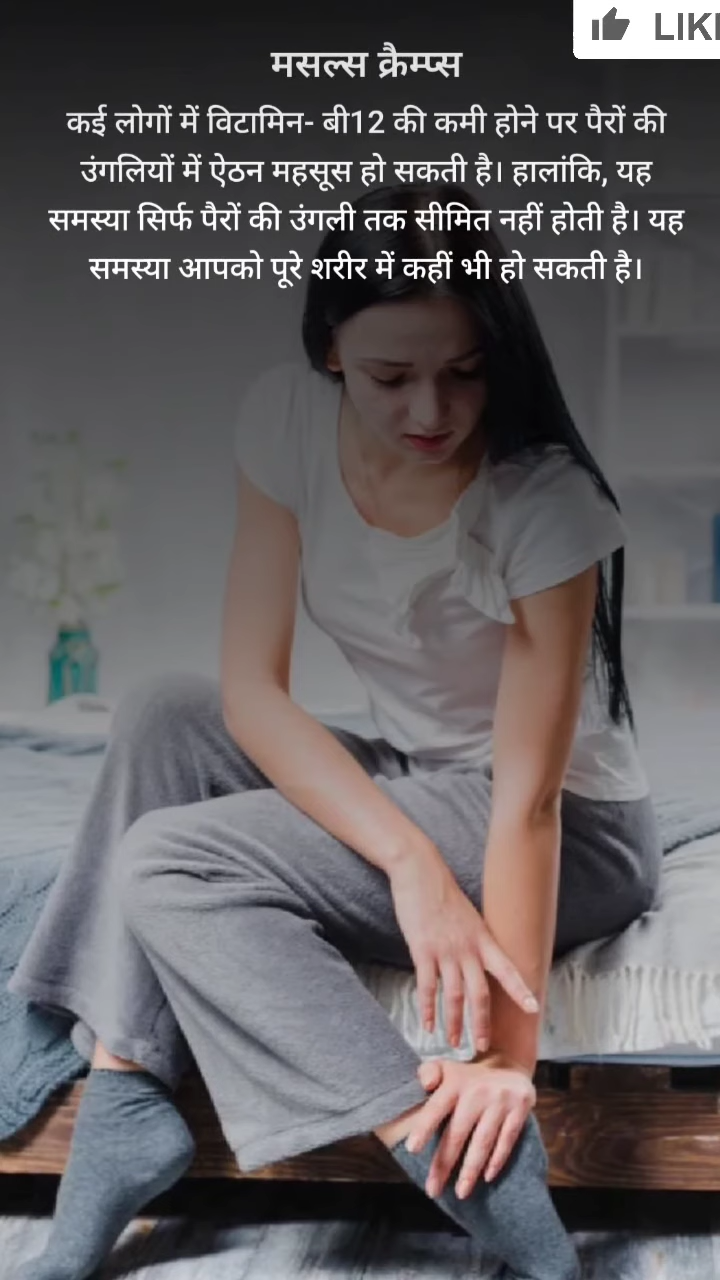 LIKE
मसल्स क्रैम्प्स
कई लोगों में विटामिन- बी12 की कमी होने पर पैरों की
उंगलियों में ऐठन महसूस हो सकती है। हालांकि, यह
समस्या सिर्फ पैरों की उंगली तक सीमित नहीं होती है। यह
समस्या आपको पूरे शरीर में कहीं भी हो सकती है।